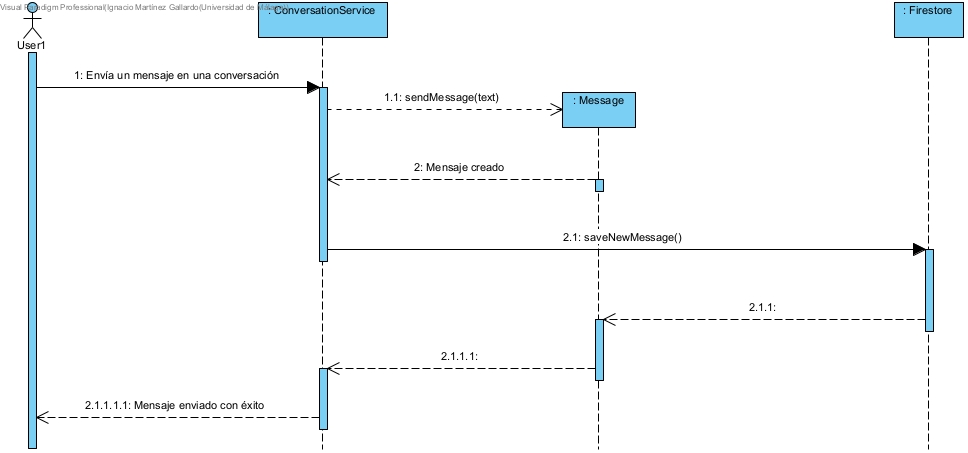 Visual Paradigm Professional(Ignacio Martínez Gallardo(Universidad de Málaga))
: ConversationService
: Firestore
User1
1: Envía un mensaje en una conversación
1.1: sendMessage(text)
: Message
2: Mensaje creado
2.1: saveNewMessage()
2.1.1:
2.1.1.1:
2.1.1.1.1: Mensaje enviado con éxito